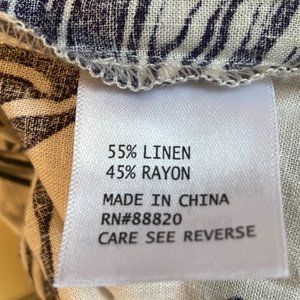 55% LINEN
45% RAYON
MADE IN CHINA
RN#88820
CARE SEE REVERSE